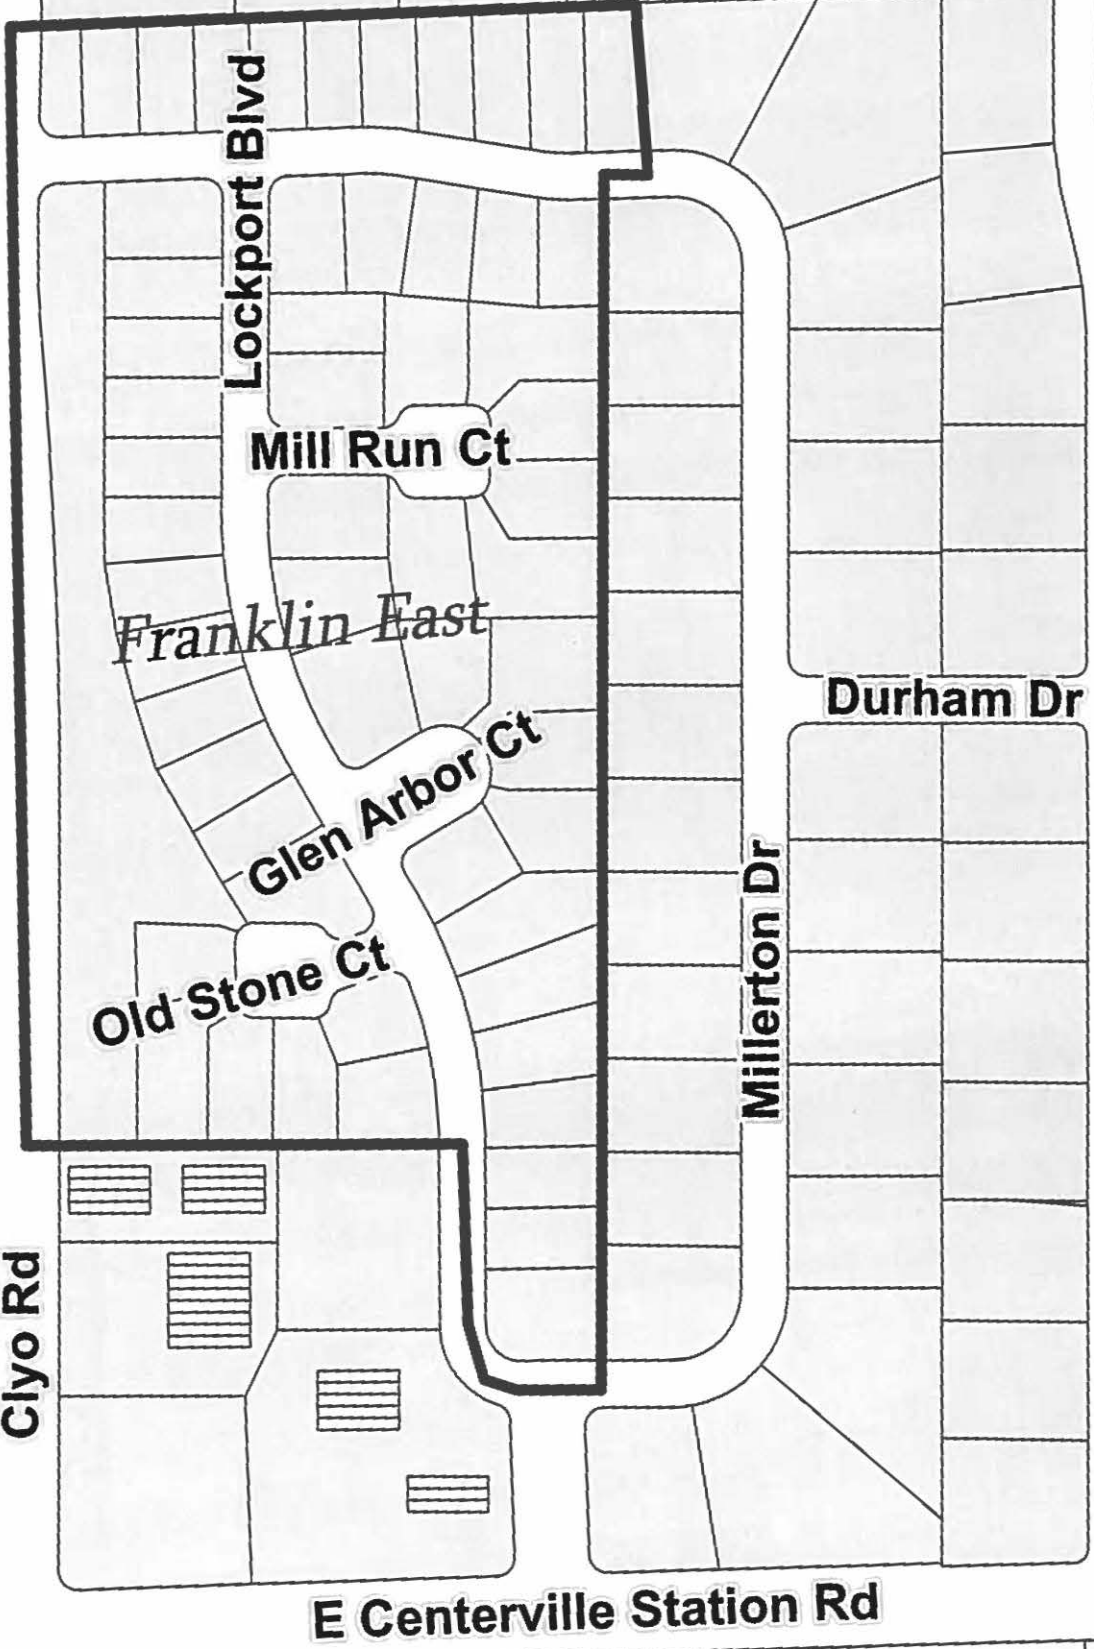 Lockport Blvd
Mill Run Ct
Franklin East
Durham Dr
Glen Arbor Ct
Millerton Dr
Old Stone Ct
Clyo Rd
E Centerville Station Rd